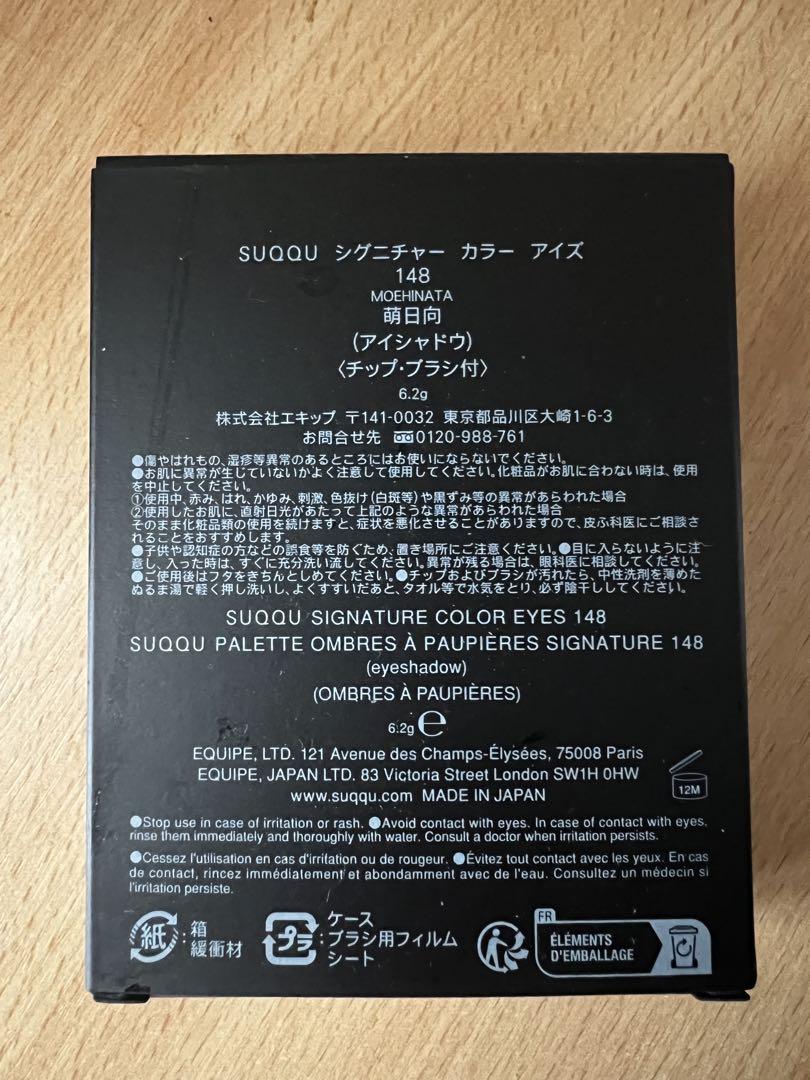 SUQQU シグニチャー カラー アイズ
148
MOEHINATA
萌日向
(アイシャドウ)
〈チップ・ブラシ付〉
6.2g
株式会社エキップ 〒141-0032 東京都品川区大崎1-6-3
お問合せ先 0120-988-761
●傷やはれもの、湿疹等異常のあるところにはお使いにならないでください。
●お肌に異常が生じていないかよく注意して使用してください。化粧品がお肌に合わない時は、使用
を中止してください。
①使用中、赤み、はれ、かゆみ、刺激、色抜け(白斑等)や黒ずみ等の異常があらわれた場合
②使用したお肌に、直射日光があたって上記のような異常があらわれた場合
そのまま化粧品類の使用を続けますと、症状を悪化させることがありますので、皮ふ科医にご相談さ
れることをおすすめします。
●子供や認知症の方などの誤食等を防ぐため、置き場所にご注意ください。●目に入らないように注
意し、入った時は、すぐに充分洗い流してください。異常が残る場合は、眼科医に相談してください。
●ご使用後はフタをきちんとしめてください。●チップおよびブラシが汚れたら、中性洗剤を薄めた
ぬるま湯で軽く押し洗いし、よくすすいだあと、タオル等で水気をとり、必ず陰干ししてください。
SUQQU SIGNATURE COLOR EYES 148
SUQQU PALETTE OMBRES À PAUPIÈRES SIGNATURE 148
(eyeshadow)
(OMBRES À PAUPIÈRES)
6.2g ℮
EQUIPE, LTD. 121 Avenue des Champs-Élysées, 75008 Paris
EQUIPE, JAPAN LTD. 83 Victoria Street London SW1H 0HW
www.suqqu.com MADE IN JAPAN
12M
●Stop use in case of irritation or rash. ●Avoid contact with eyes. In case of contact with eyes,
rinse them immediately and thoroughly with water. Consult a doctor when irritation persists.
●Cessez l'utilisation en cas d'irritation ou de rougeur. ●Évitez tout contact avec les yeux. En cas
de contact, rincez immédiatement et abondamment avec de l'eau. Consultez un médecin si
l'irritation persiste.
紙 : 箱
緩衝材
プラ : ケース
ブラシ用フィルム
シート
FR
ÉLÉMENTS
D'EMBALLAGE